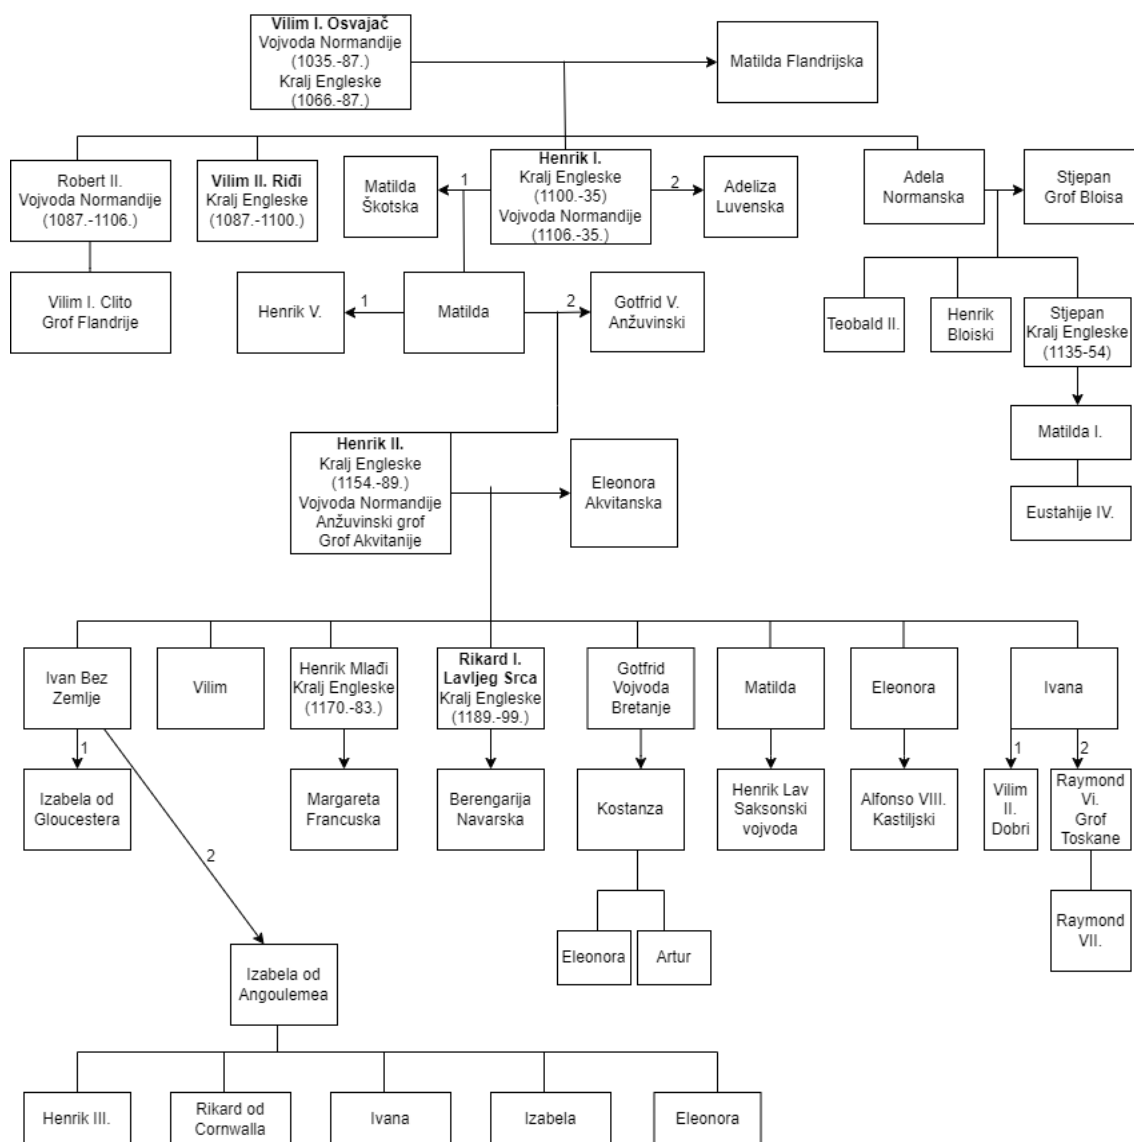 Vilim I. Osvajač
Vojvoda Normandije
(1035.-87.)
Kralj Engleske
(1066.-87.)
Matilda Flandrijska
Robert II.
Vojvoda Normandije
(1087.-1106.)
Vilim II. Riđi
Kralj Engleske
(1087.-1100.)
Matilda
Škotska
1
Henrik I.
Kralj Engleske
(1100.-35)
Vojvoda Normandije
(1106.-35.)
2
Adeliza
Luvenska
Adela
Normanska
Stjepan
Grof Bloisa
Vilim I. Clito
Grof Flandrije
Henrik V.
1
Matilda
2
Gotfrid V.
Anžuvinski
Teobald II.
Henrik
Bloiski
Stjepan
Kralj Engleske
(1135-54)
Matilda I.
Eustahije IV.
Henrik II.
Kralj Engleske
(1154.-89.)
Vojvoda Normandije
Anžuvinski grof
Grof Akvitanije
Eleonora
Akvitanska
Ivan Bez
Zemlje
Vilim
Henrik Mlađi
Kralj Engleske
(1170.-83.)
Rikard I.
Lavljeg Srca
Kralj Engleske
(1189.-99.)
Gotfrid
Vojvoda
Bretanje
Matilda
Eleonora
Ivana
1
1
2
Izabela od
Gloucestera
Margareta
Francuska
Berengarija
Navarska
Kostanza
Henrik Lav
Saksonski
vojvoda
Alfonso VIII.
Kastiljski
Vilim
II.
Dobri
Raymond
Vi.
Grof
Toskane
2
Eleonora
Artur
Raymond
VII.
Izabela od
Angoulemea
Henrik III.
Rikard od
Cornwalla
Ivana
Izabela
Eleonora